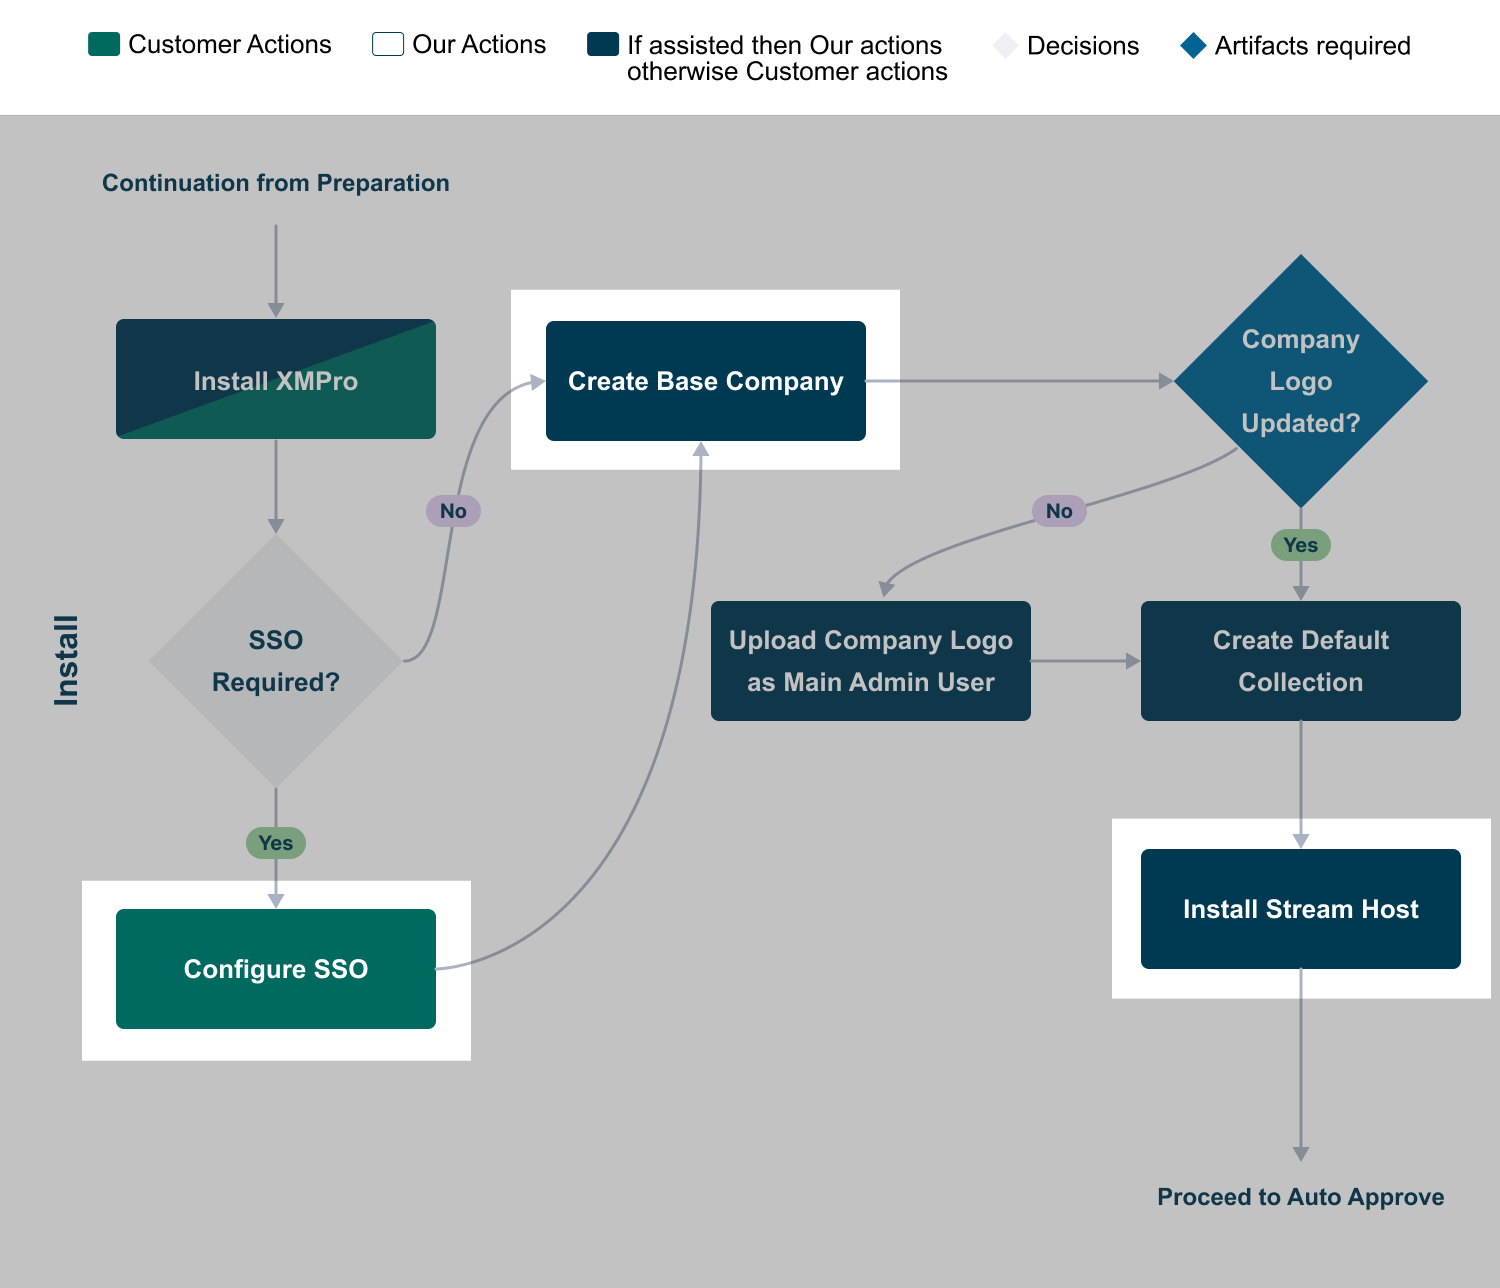 Customer Actions
Our Actions
If assisted then Our actions
otherwise Customer actions
Decisions
Artifacts required
Continuation from Preparation
Install XMPro
Create Base Company
Company
Logo
Updated?
No
No
Yes
Install
SSO
Required?
Upload Company Logo
as Main Admin User
Create Default
Collection
Yes
Configure SSO
Install Stream Host
Proceed to Auto Approve